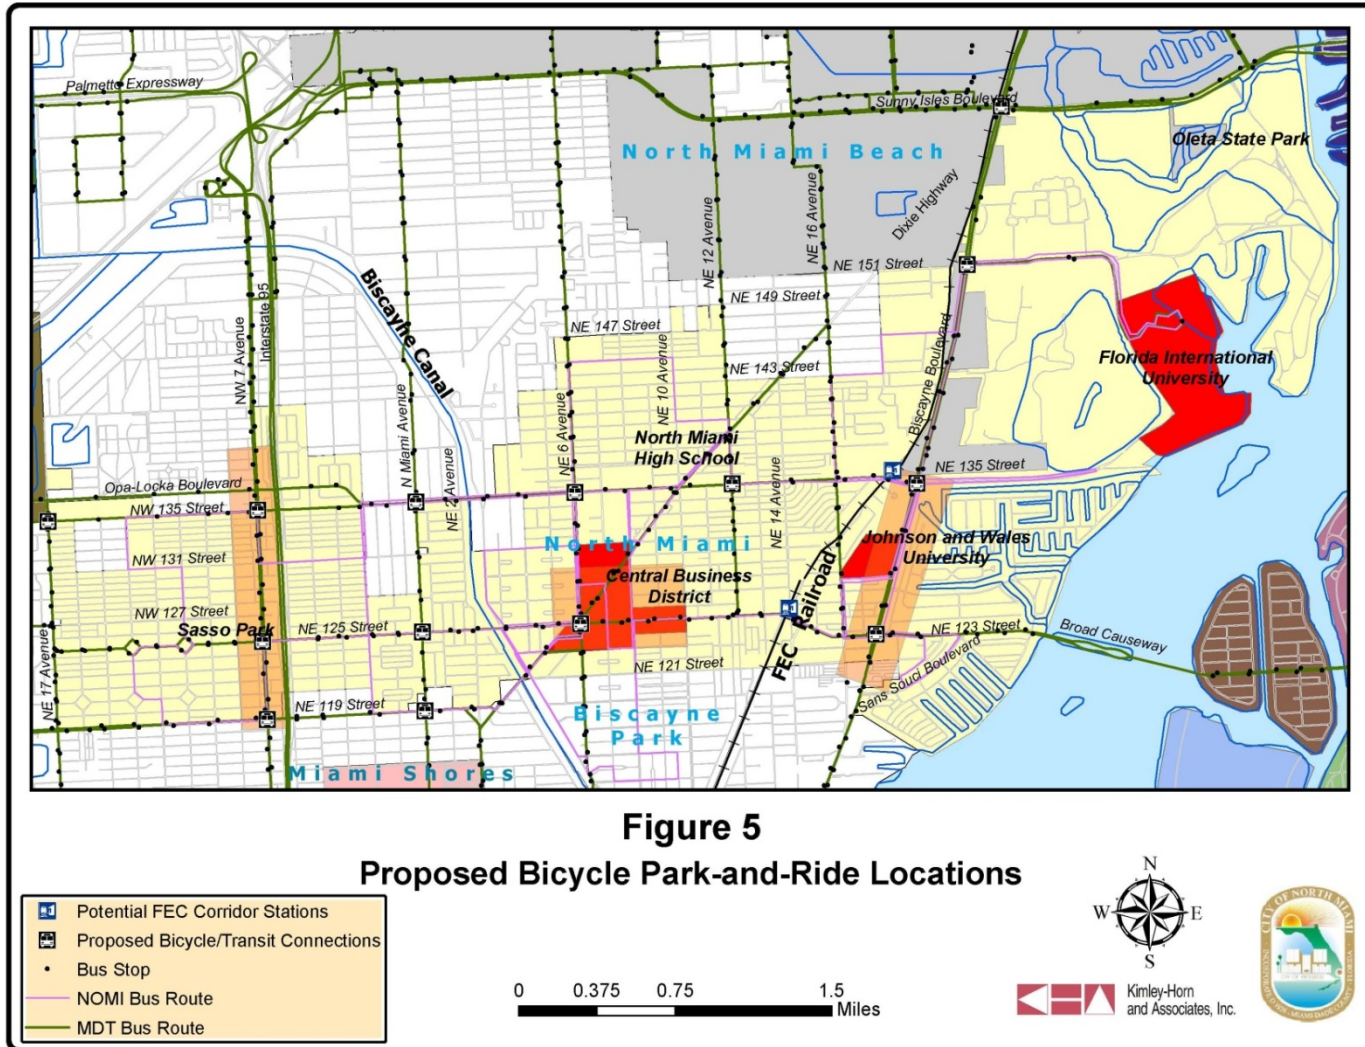 Palmetto Expressway
Sunny Isles Boulevard
Oleta State Park
North Miami Beach
Dixie Highway
NE 12 Avenue
NE 16 Avenue
NE 151 Street
Biscayne Canal
NW 7 Avenue
Interstate 95
NE 149 Street
NE 147 Street
NE 143 Street
Biscayne Boulevard
Florida International
University
N Miami Avenue
NE 2 Avenue
NE 6 Avenue
NE 10 Avenue
North Miami
High School
NE 14 Avenue
NE 135 Street
Opa-Locka Boulevard
NW 135 Street
NW 131 Street
North Miami
Johnson and Wales
University
Central Business
District
FEC Railroad
NW 127 Street
Sasso Park
NE 125 Street
NE 123 Street
Broad Causeway
NE 17 Avenue
NE 121 Street
Sans Souci Boulevard
NE 119 Street
Biscayne
Park
Miami Shores
Figure 5
Proposed Bicycle Park-and-Ride Locations
Potential FEC Corridor Stations
Proposed Bicycle/Transit Connections
Bus Stop
NOMI Bus Route
MDT Bus Route
0 0.375 0.75 1.5
Miles
N
W E
S
Kimley-Horn
and Associates, Inc.
CITY OF NORTH MIAMI